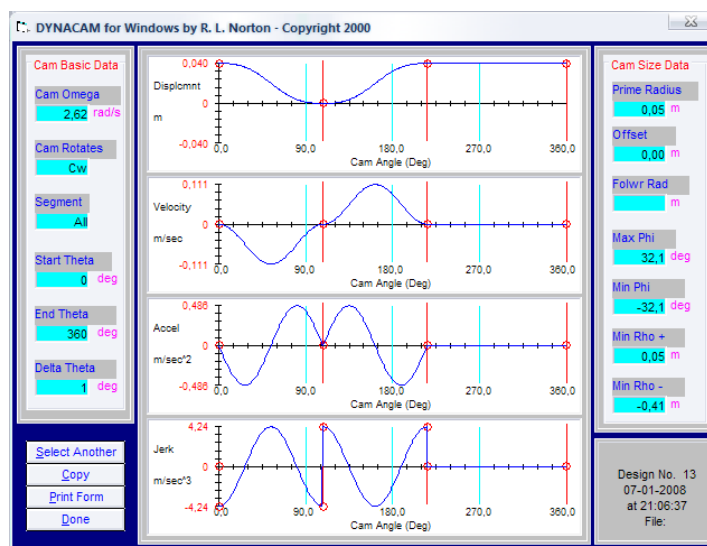 DYNACAM for Windows by R. L. Norton - Copyright 2000
Cam Basic Data
Cam Omega
2,62 rad/s
Cam Rotates
Cw
Segment
All
Start Theta
0 deg
End Theta
360 deg
Delta Theta
1 deg
Select Another
Copy
Print Form
Done
0,040
Displcmnt
0
m
-0,040
0,0 90,0 180,0 270,0 360,0
Cam Angle (Deg)
0,111
Velocity
0
m/sec
-0,111
0,0 90,0 180,0 270,0 360,0
Cam Angle (Deg)
0,486
Accel
0
m/sec^2
-0,486
0,0 90,0 180,0 270,0 360,0
Cam Angle (Deg)
4,24
Jerk
0
m/sec^3
-4,24
0,0 90,0 180,0 270,0 360,0
Cam Angle (Deg)
Cam Size Data
Prime Radius
0,05 m
Offset
0,00 m
Folwr Rad
m
Max Phi
32,1 deg
Min Phi
-32,1 deg
Min Rho +
0,05 m
Min Rho -
-0,41 m
Design No. 13
07-01-2008
at 21:06:37
File: